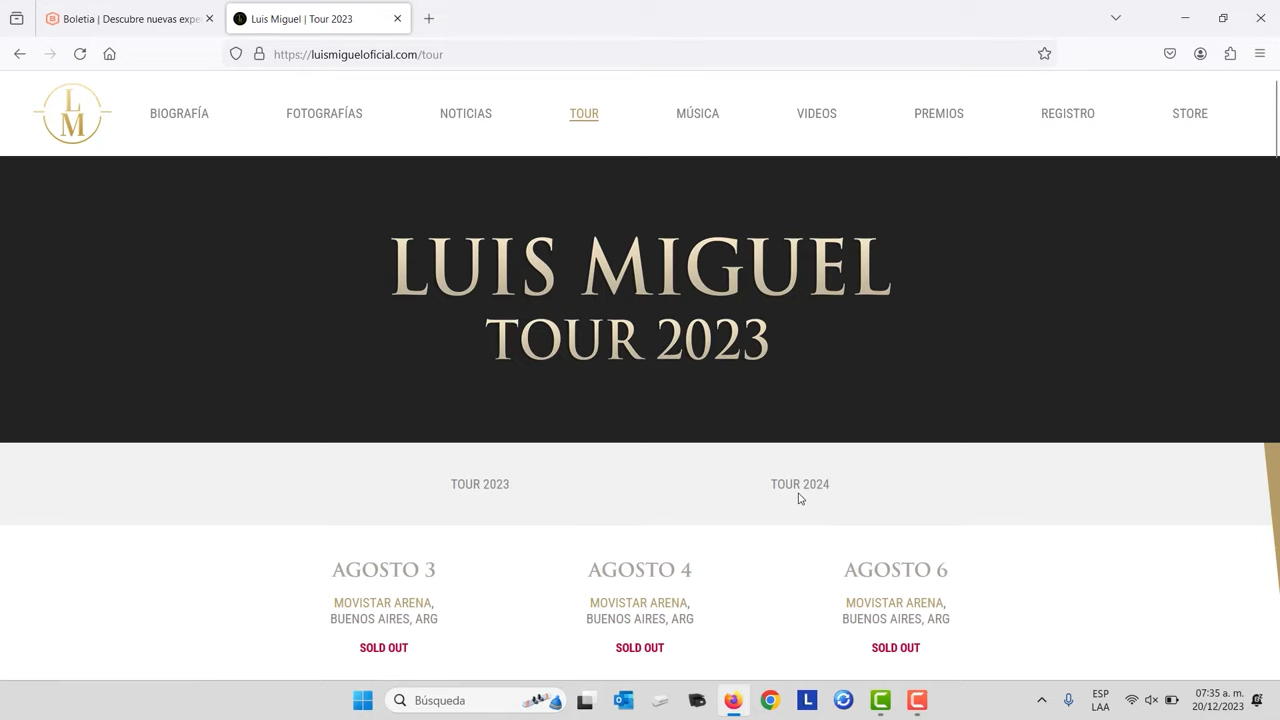 Boletia | Descubre nuevas expe
Luis Miguel | Tour 2023
https://luismigueloficial.com/tour
L
M
BIOGRAFÍA FOTOGRAFÍAS NOTICIAS TOUR MÚSICA VIDEOS PREMIOS REGISTRO STORE
LUIS MIGUEL
TOUR 2023
TOUR 2023 TOUR 2024
AGOSTO 3
MOVISTAR ARENA,
BUENOS AIRES, ARG
SOLD OUT
AGOSTO 4
MOVISTAR ARENA,
BUENOS AIRES, ARG
SOLD OUT
AGOSTO 6
MOVISTAR ARENA,
BUENOS AIRES, ARG
SOLD OUT
Búsqueda
L
ESP
LAA
07:35 a. m.
20/12/2023